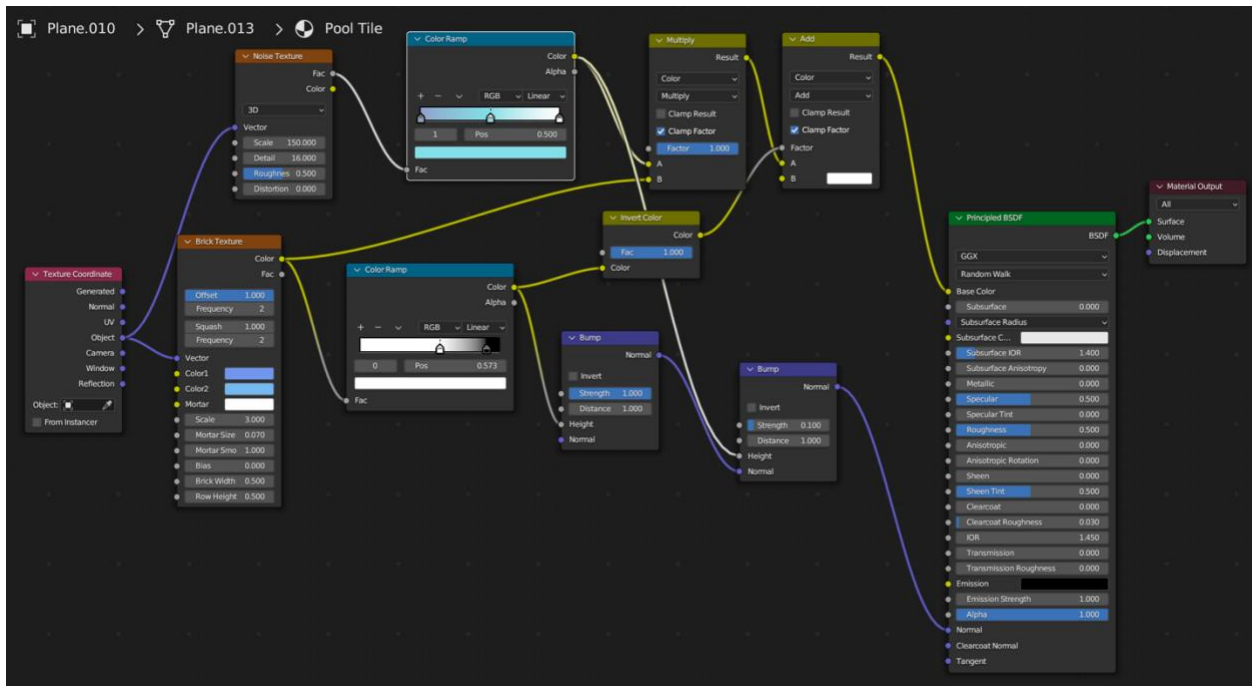 Plane.010 > Plane.013 > Pool Tile
Noise Texture
Fac
Color
3D
Vector
Scale 150.000
Detail 16.000
Roughnes 0.500
Distortion 0.000
Color Ramp
Color
Alpha
+ − RGB Linear
1 Pos 0.500
Fac
Multiply
Result
Color
Multiply
Clamp Result
Clamp Factor
Factor 1.000
A
B
Add
Result
Color
Add
Clamp Result
Clamp Factor
Factor
A
B
Material Output
All
Surface
Volume
Displacement
Texture Coordinate
Generated
Normal
UV
Object
Camera
Window
Reflection
Object:
From Instancer
Brick Texture
Color
Fac
Offset 1.000
Frequency 2
Squash 1.000
Frequency 2
Vector
Color1
Color2
Mortar
Scale 3.000
Mortar Size 0.070
Mortar Smo 1.000
Bias 0.000
Brick Width 0.500
Row Height 0.500
Color Ramp
Color
Alpha
+ − RGB Linear
0 Pos 0.573
Fac
Invert Color
Color
Fac 1.000
Color
Bump
Normal
Invert
Strength 1.000
Distance 1.000
Height
Normal
Bump
Normal
Invert
Strength 0.100
Distance 1.000
Height
Normal
Principled BSDF
BSDF
GGX
Random Walk
Base Color
Subsurface 0.000
Subsurface Radius
Subsurface C...
Subsurface IOR 1.400
Subsurface Anisotropy 0.000
Metallic 0.000
Specular 0.500
Specular Tint 0.000
Roughness 0.500
Anisotropic 0.000
Anisotropic Rotation 0.000
Sheen 0.000
Sheen Tint 0.500
Clearcoat 0.000
Clearcoat Roughness 0.030
IOR 1.450
Transmission 0.000
Transmission Roughness 0.000
Emission
Emission Strength 1.000
Alpha 1.000
Normal
Clearcoat Normal
Tangent